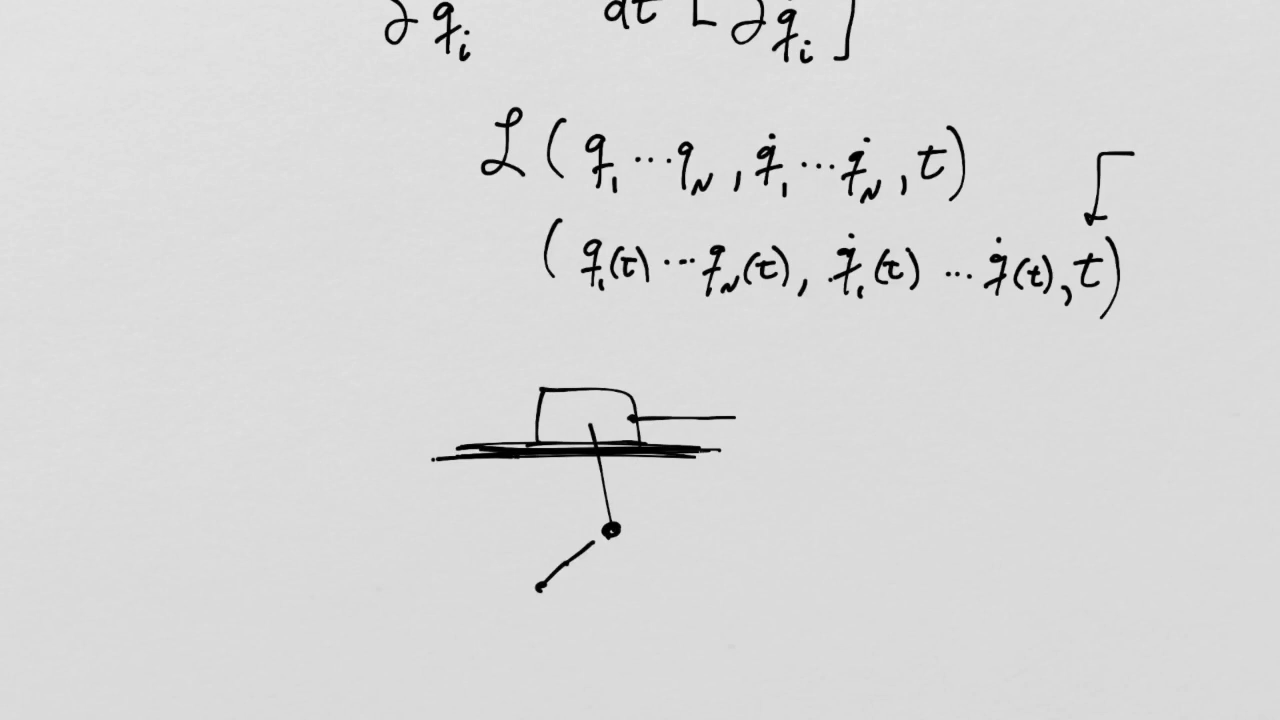 ∂q_i dt [∂q̇_i]
ℒ(q_1 ⋯ q_N, q̇_1 ⋯ q̇_N, t)
(q_1(t) ⋯ q_N(t), q̇_1(t) ⋯ q̇(t), t)